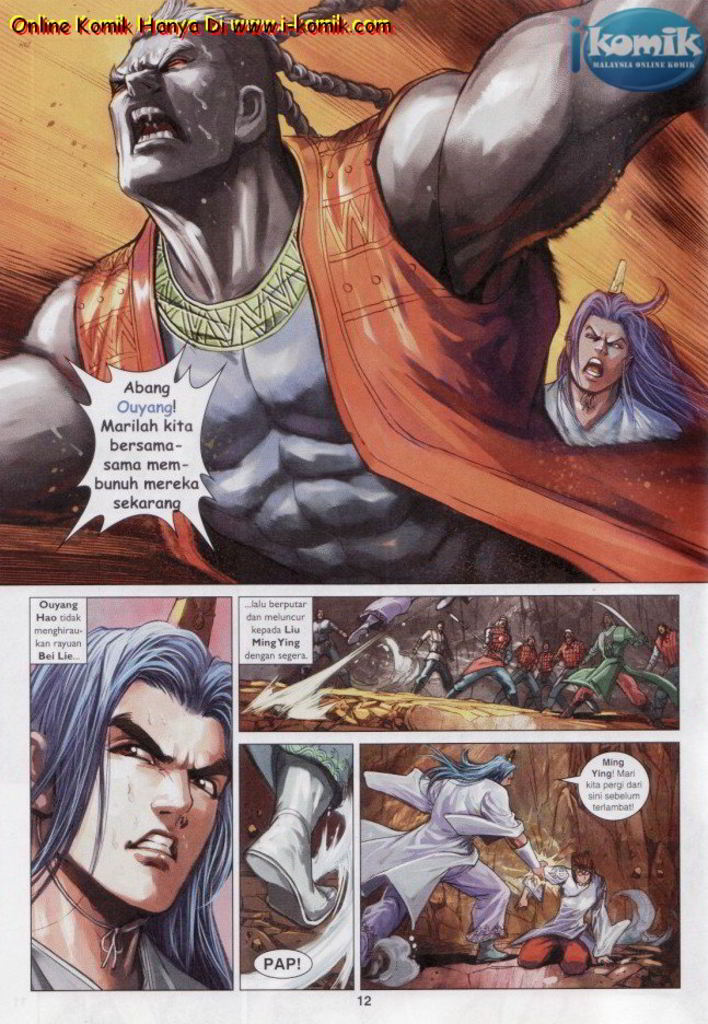 Online Komik Hanya Di www.i-komik.com
ikomik
MALAYSIA ONLINE KOMIK
Abang
Ouyang!
Marilah kita
bersama-
sama mem-
bunuh mereka
sekarang
Ouyang
Hao tidak
menghirau-
kan rayuan
Bei Lie...
...lalu berputar
dan meluncur
kepada Liu
Ming Ying
dengan segera.
PAP!
Ming
Ying! Mari
kita pergi dari
sini sebelum
terlambat!
12